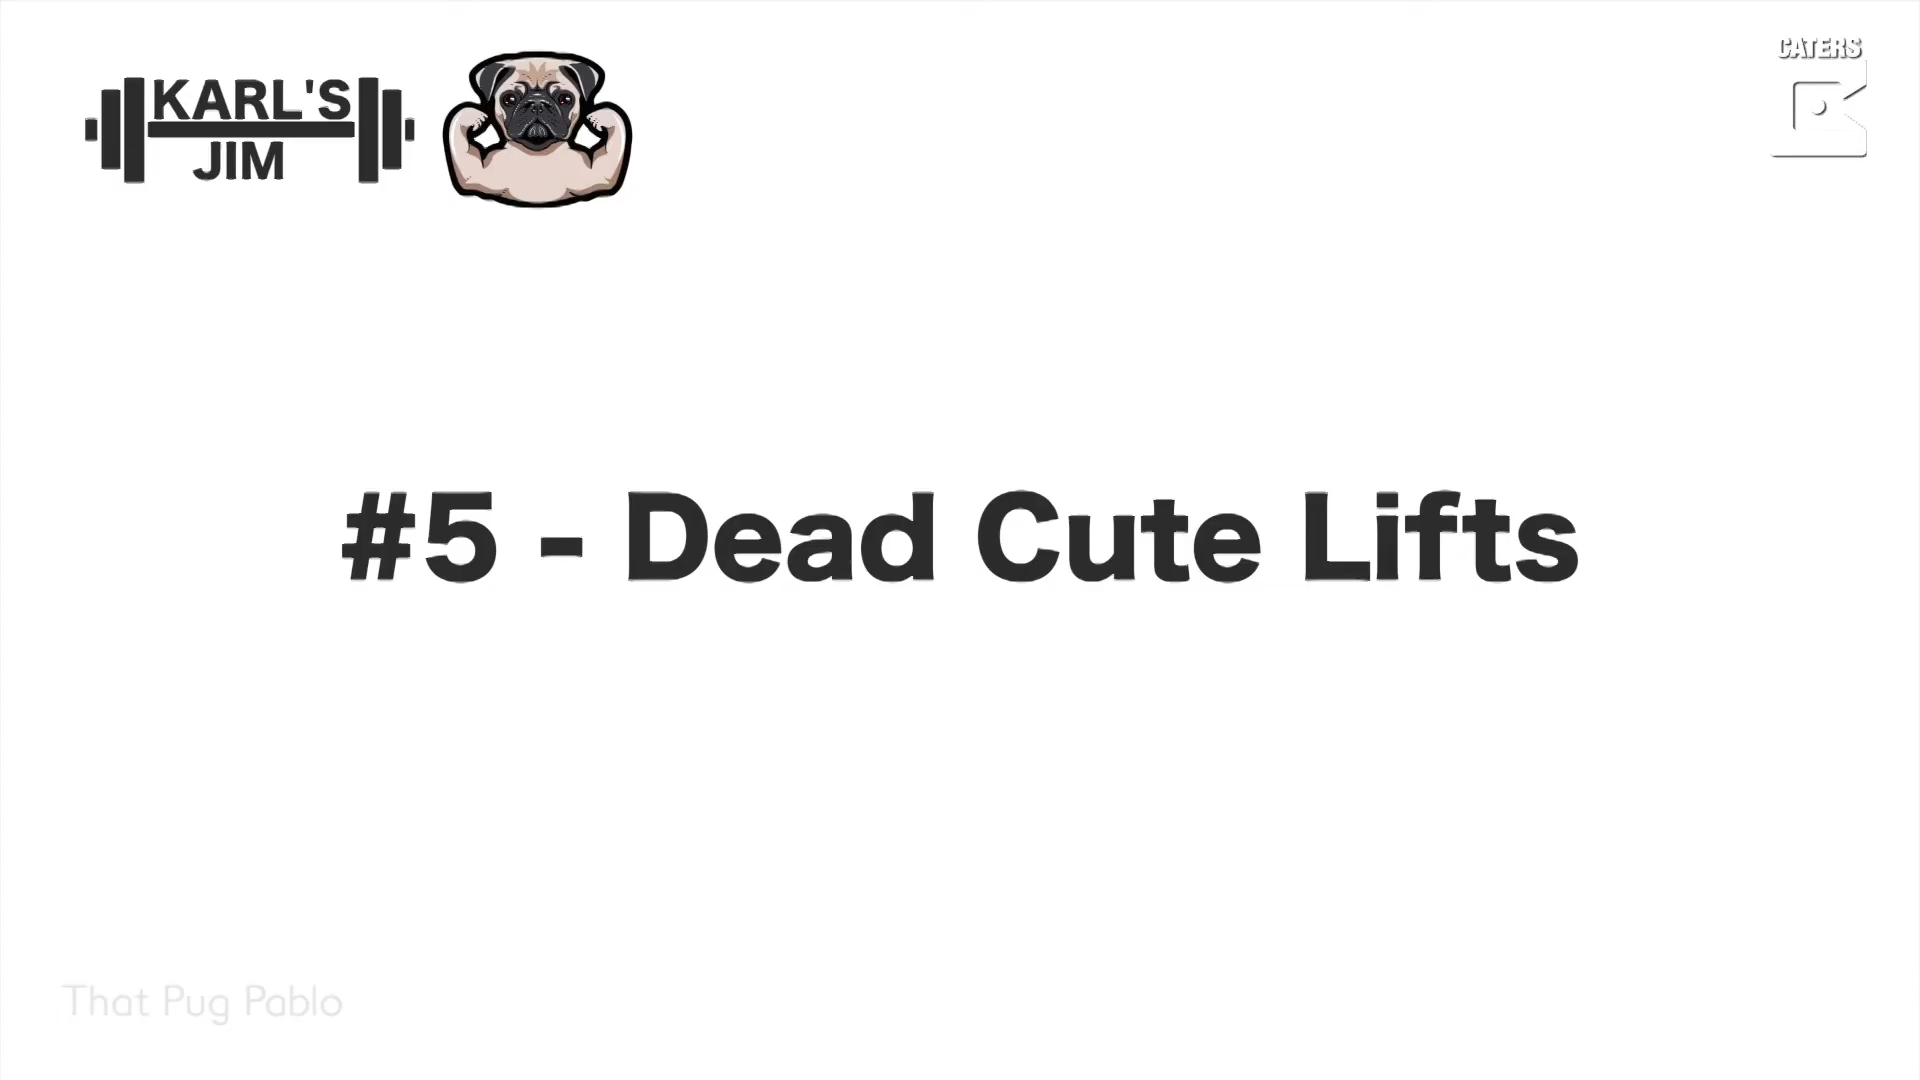 KARL'S
JIM
CATERS
#5 - Dead Cute Lifts
That Pug Pablo